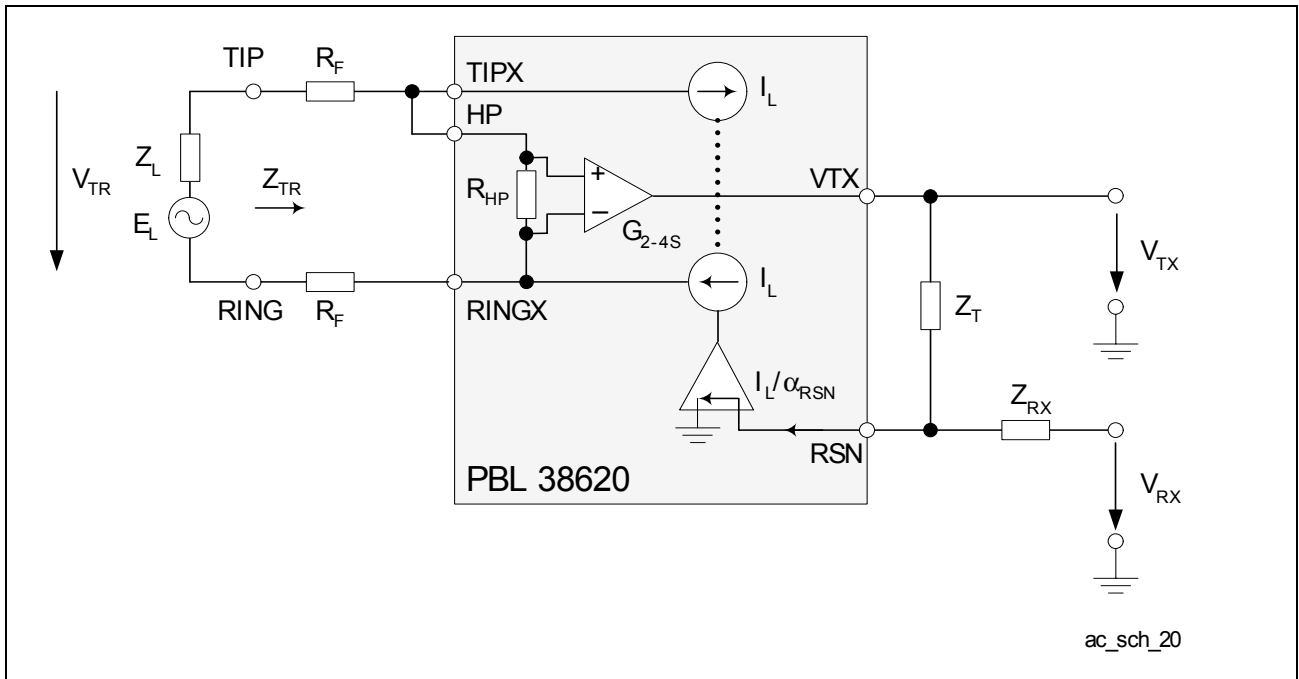 TIP
R_F
TIPX
I_L
HP
V_TR
Z_L
Z_TR
E_L
R_HP
+
−
G_2-4S
VTX
V_TX
RING
R_F
RINGX
I_L
Z_T
I_L/α_RSN
Z_RX
RSN
V_RX
PBL 38620
ac_sch_20